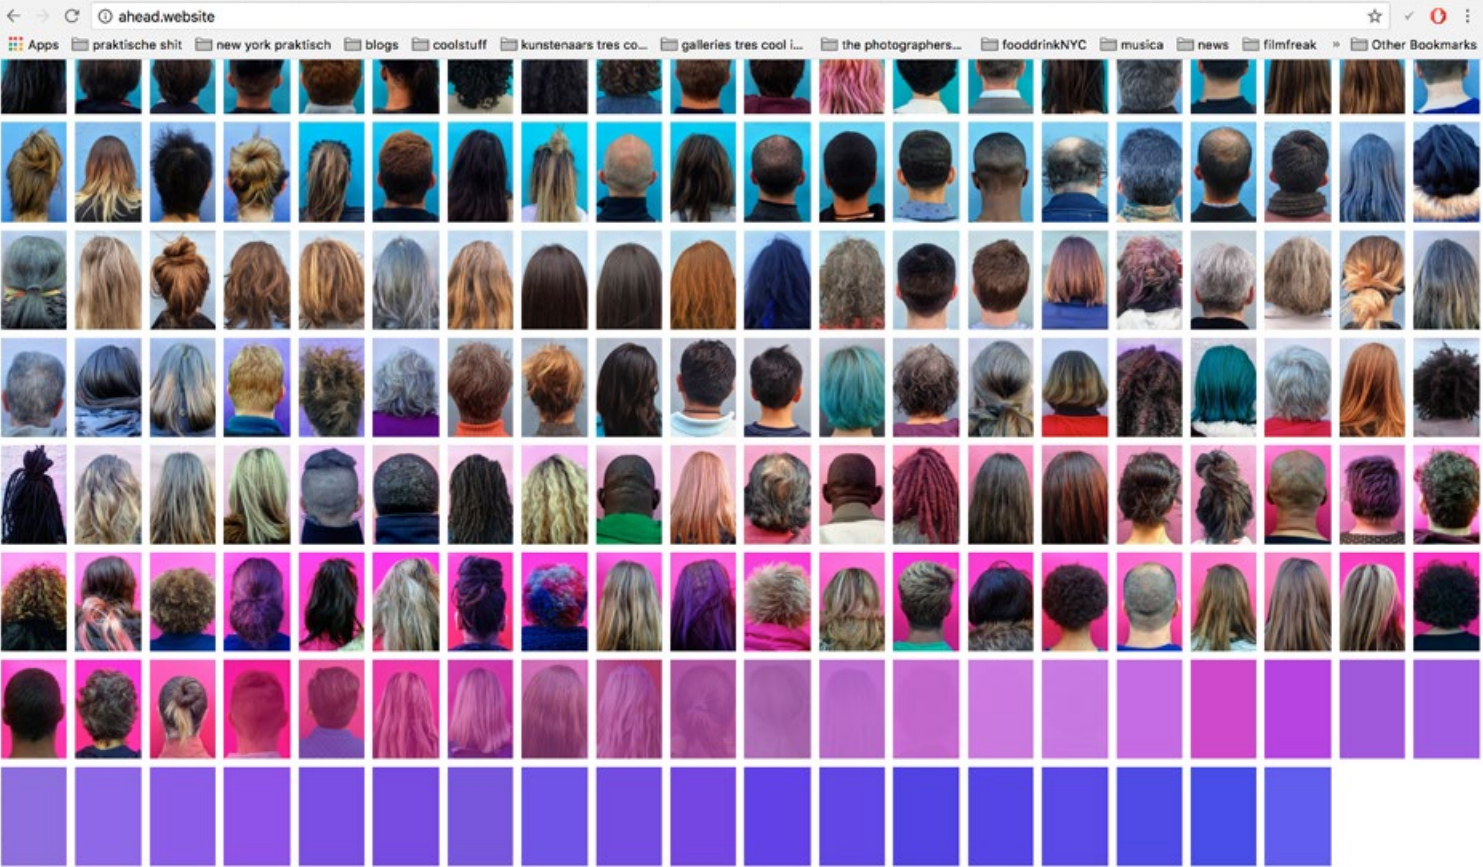 ahead.website
Apps praktische shit new york praktisch blogs coolstuff kunstenaars tres co... galleries tres cool i... the photographers... fooddrinkNYC musica news filmfreak » Other Bookmarks